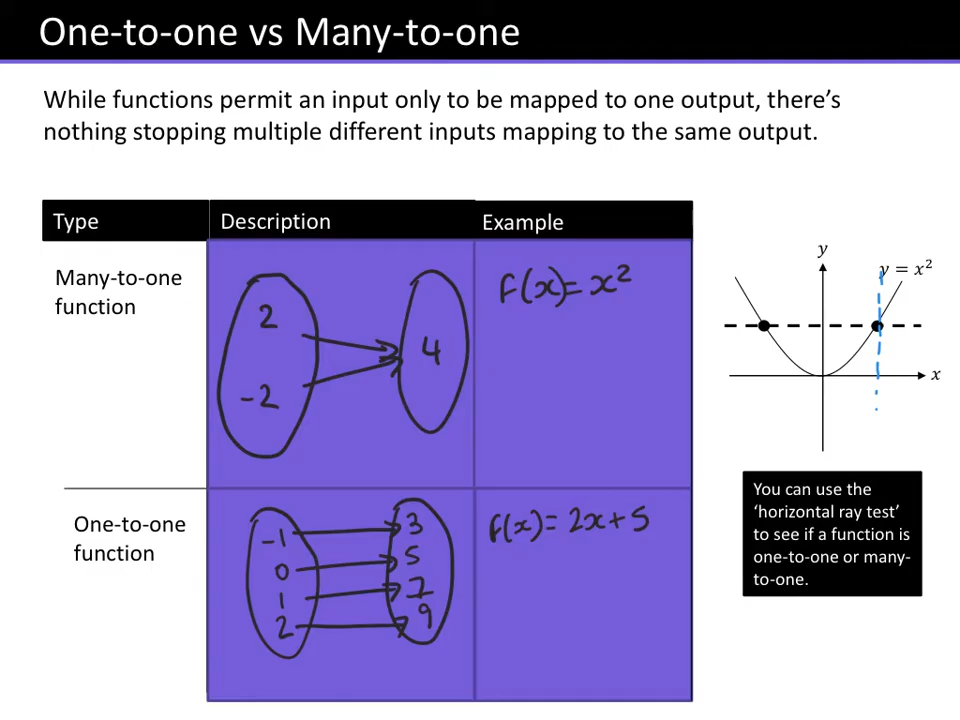 One-to-one vs Many-to-one
While functions permit an input only to be mapped to one output, there's
nothing stopping multiple different inputs mapping to the same output.
Type
Description
Example
Many-to-one
function
2
-2
4
f(x)= x²
y
y = x²
x
One-to-one
function
-1
0
1
2
3
5
7
9
f(x)= 2x+5
You can use the
'horizontal ray test'
to see if a function is
one-to-one or many-
to-one.